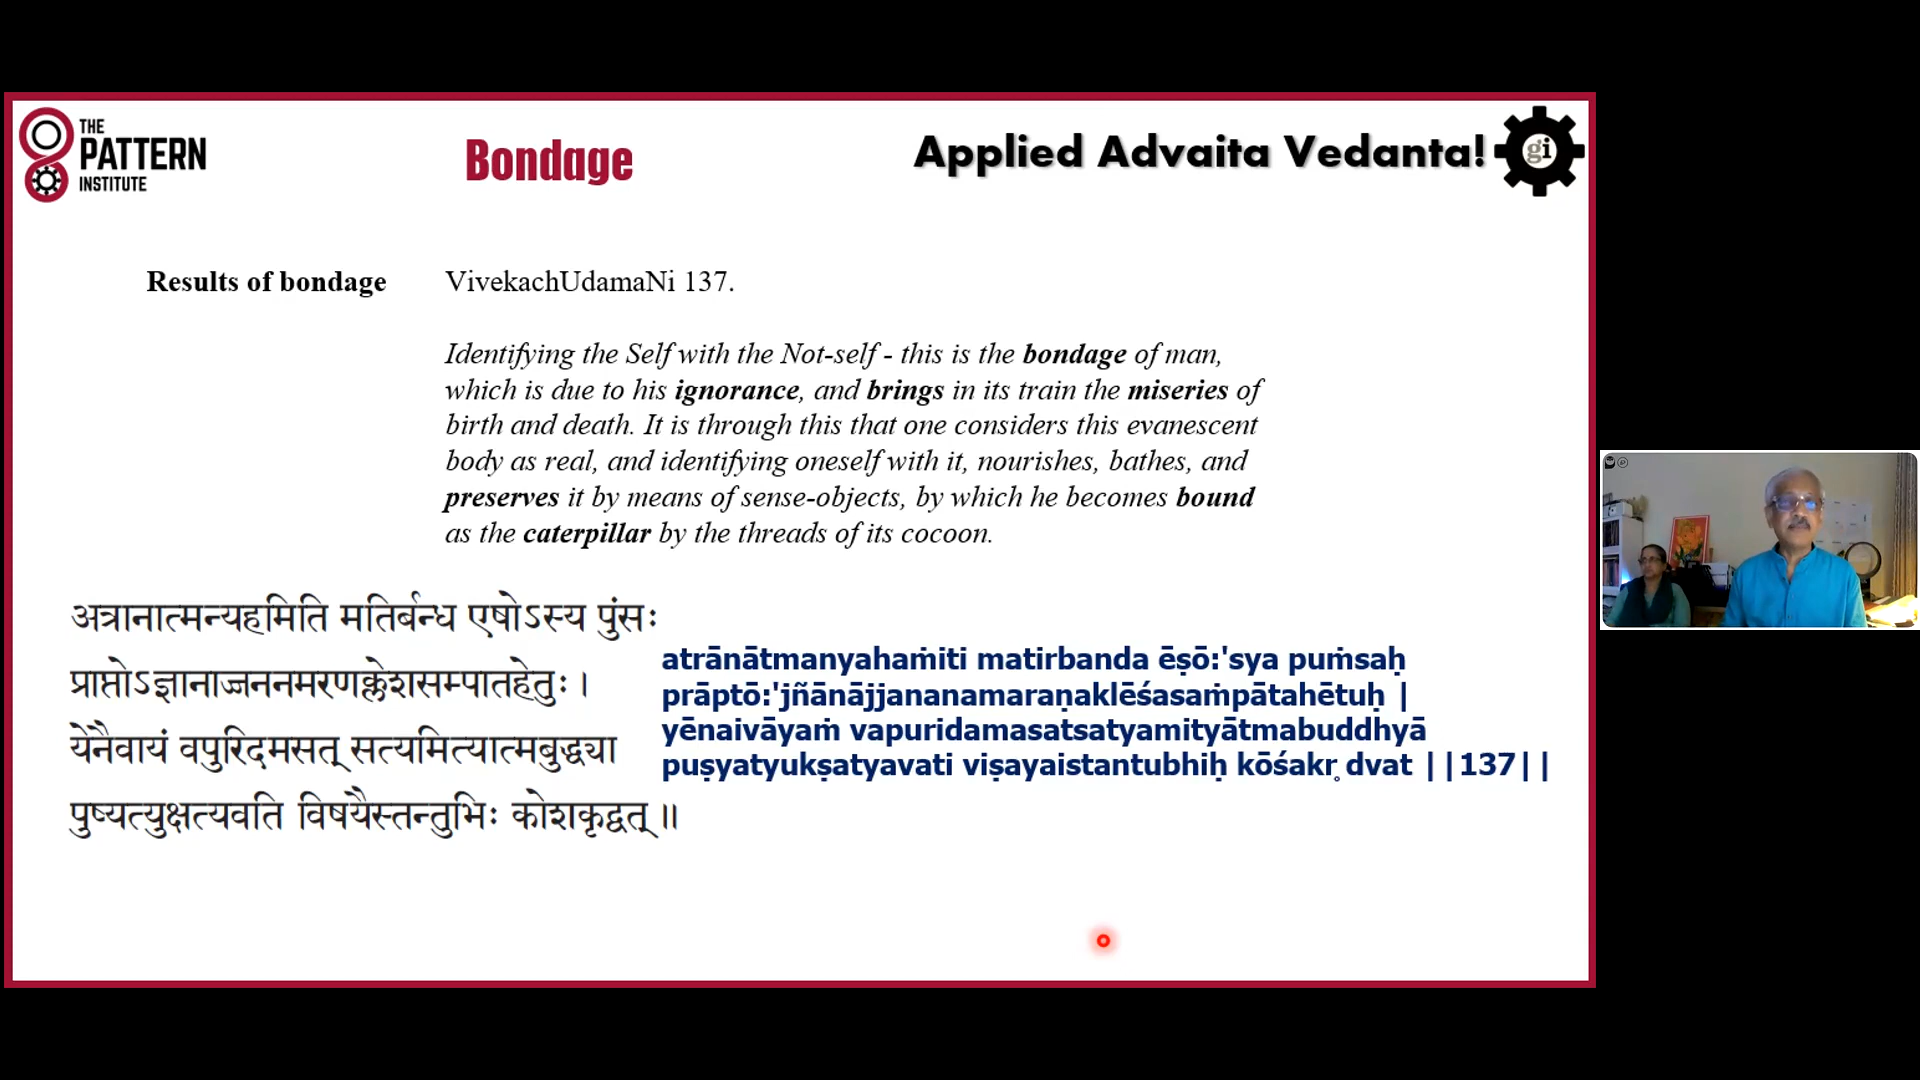 THE
PATTERN
INSTITUTE
Bondage
Applied Advaita Vedanta!
gi
Results of bondage VivekachUdamaNi 137.
Identifying the Self with the Not-self - this is the bondage of man,
which is due to his ignorance, and brings in its train the miseries of
birth and death. It is through this that one considers this evanescent
body as real, and identifying oneself with it, nourishes, bathes, and
preserves it by means of sense-objects, by which he becomes bound
as the caterpillar by the threads of its cocoon.
अत्रानात्मन्यहमिति मतिर्बन्ध एषोऽस्य पुंसः
प्राप्तोऽज्ञानाज्जननमरणक्लेशसम्पातहेतुः ।
येनैवायं वपुरिदमसत् सत्यमित्यात्मबुद्ध्या
पुष्यत्युक्षत्यवति विषयैस्तन्तुभिः कोशकृद्वत् ॥
atrānātmanyahaṁiti matirbanda ēṣō:'sya puṁsaḥ
prāptō:'jñānājjananamaraṇaklēśasaṁpātahētuḥ |
yēnaivāyaṁ vapuridamasatsatyamityātmabuddhyā
puṣyatyukṣatyavati viṣayaistantubhiḥ kōśakr̥dvat ||137||